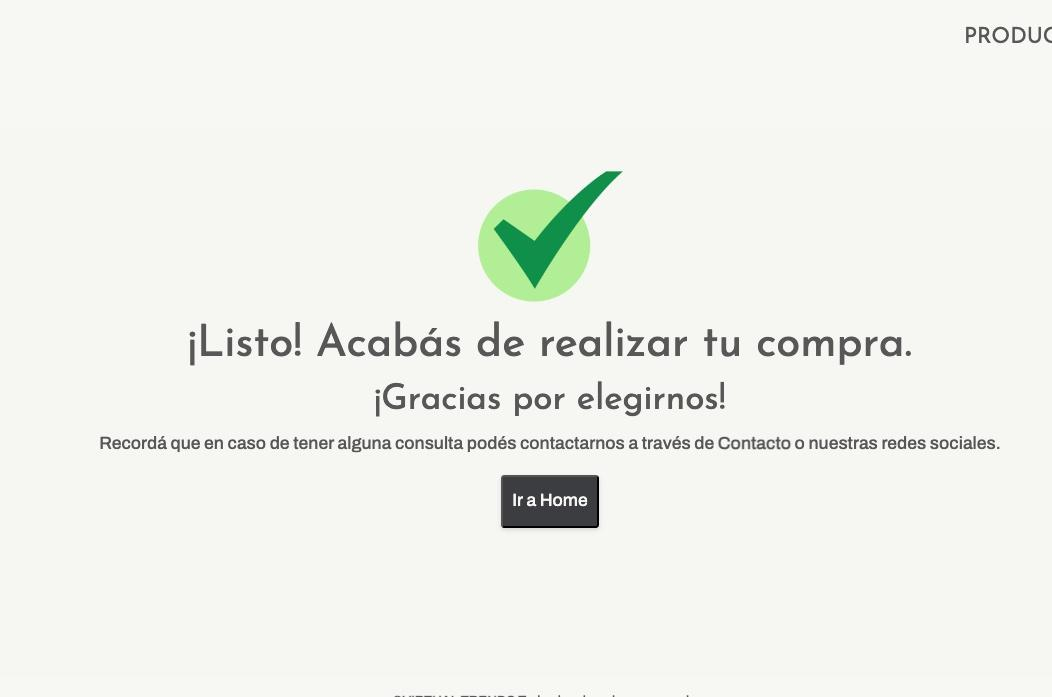 ¡Listo! Acabás de realizar tu compra.
¡Gracias por elegirnos!
Recordá que en caso de tener alguna consulta podés contactarnos a través de Contacto o nuestras redes sociales.
Ir a Home